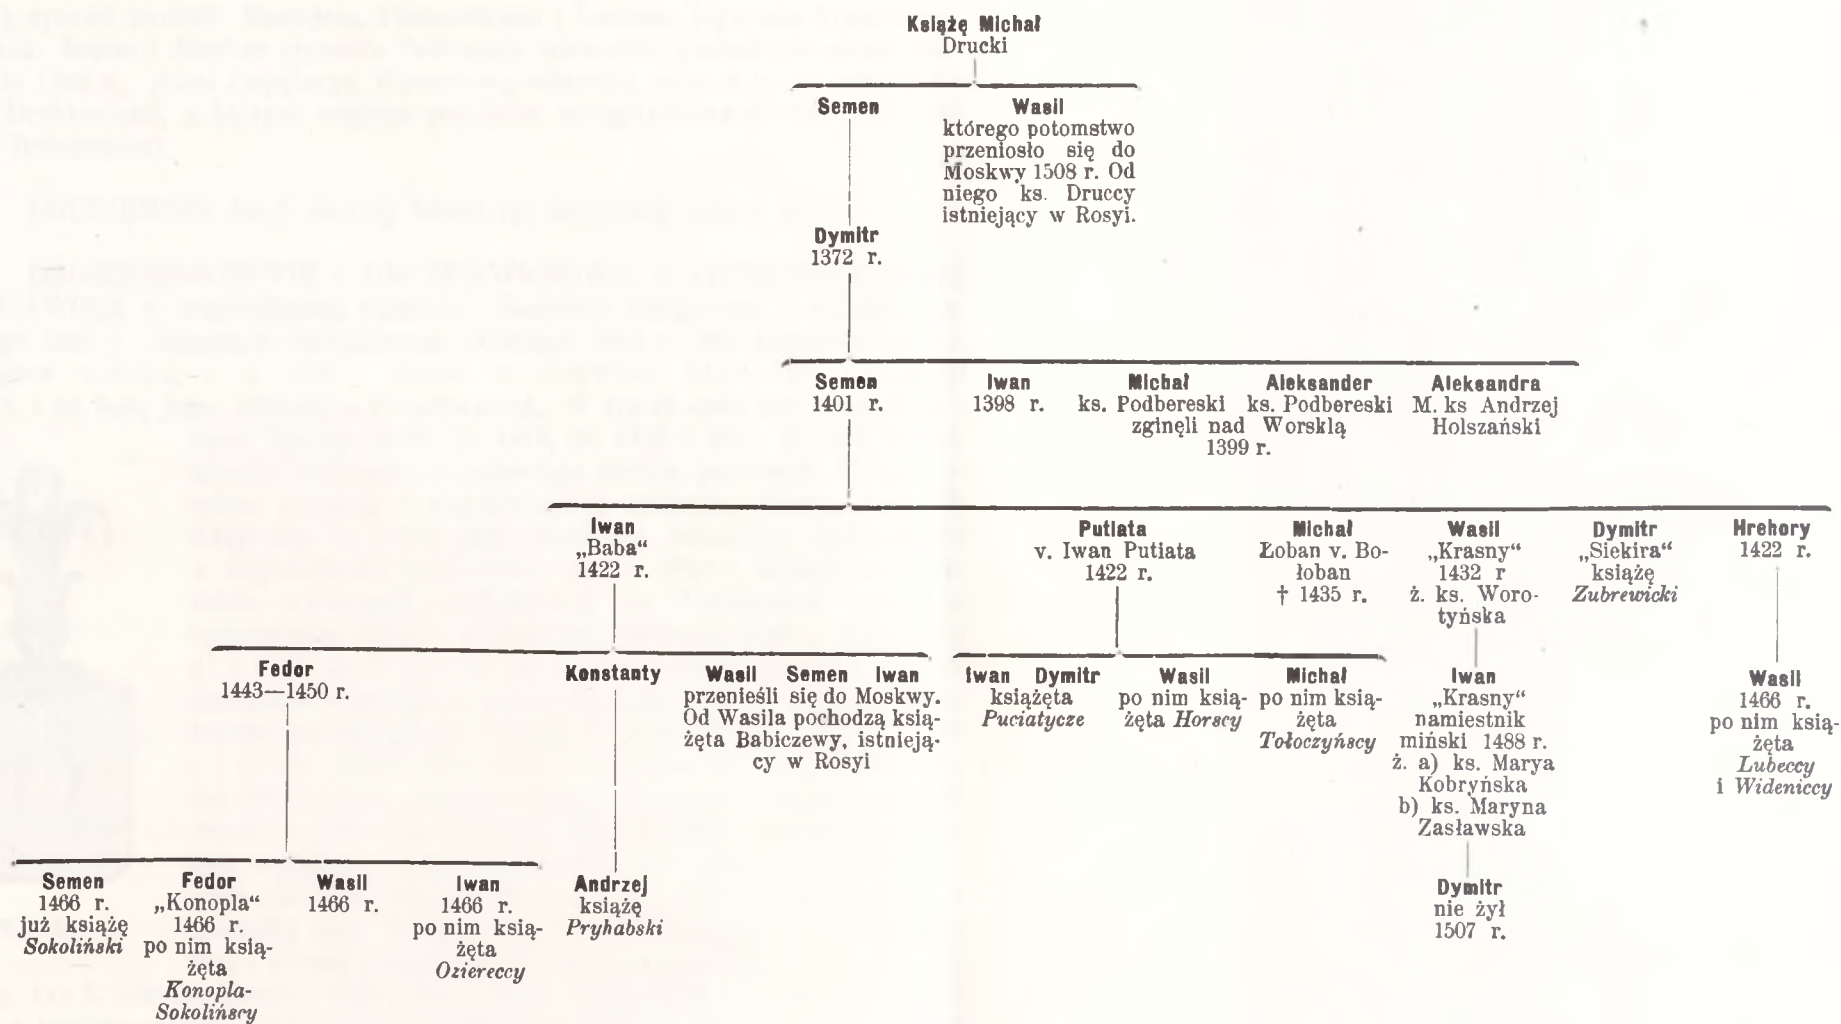 Książę Michał
Drucki
Semen
Wasil
którego potomstwo
przeniosło się do
Moskwy 1508 r. Od
niego ks. Druccy
istniejący w Rosyi.
Dymitr
1372 r.
Semen
1401 r.
Iwan
1398 r.
Michał Aleksander
ks. Podbereski ks. Podbereski
zginęli nad Worsklą
1399 r.
Aleksandra
M. ks Andrzej
Holszański
Iwan
„Baba“
1422 r.
Putiata
v. Iwan Putiata
1422 r.
Michał
Łoban v. Bo-
łoban
† 1435 r.
Wasil
„Krasny“
1432 r
ż. ks. Woro-
tyńska
Dymitr
„Siekira“
książę
Zubrewicki
Hrehory
1422 r.
Fedor
1443—1450 r.
Konstanty
Wasil Semen Iwan
przenieśli się do Moskwy.
Od Wasila pochodzą ksią-
żęta Babiczewy, istnieją-
cy w Rosyi
Iwan Dymitr
książęta
Puciatycze
Wasil
po nim ksią-
żęta Horscy
Michał
po nim ksią-
żęta
Tołoczyńscy
Iwan
„Krasny“
namiestnik
miński 1488 r.
ż. a) ks. Marya
Kobryńska
b) ks. Maryna
Zasławska
Wasil
1466 r.
po nim ksią-
żęta
Lubeccy
i Wideniccy
Semen
1466 r.
już książę
Sokoliński
Fedor
„Konopla“
1466 r.
po nim ksią-
żęta
Konopla-
Sokolińscy
Wasil
1466 r.
Iwan
1466 r.
po nim ksią-
żęta
Oziereccy
Andrzej
książę
Pryhabski
Dymitr
nie żył
1507 r.